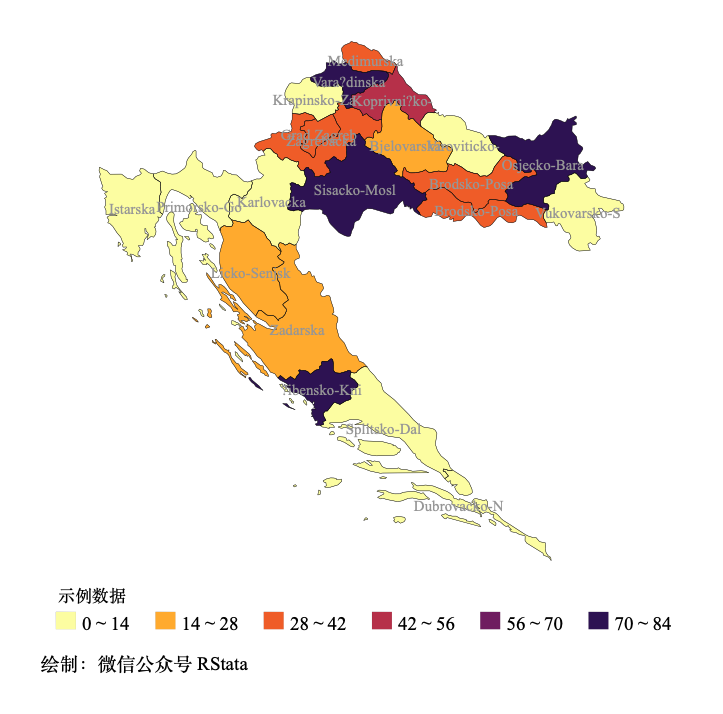 Medimurska
Vara?dinska
Krapinsko-Za
Koprivni?ko-
Grad Zagreb
Zagrebacka
Bjelovarska
Viroviticko-
Osjecko-Bara
Sisacko-Mosl
Brodsko-Posa
Brodsko-Posa
Vukovarsko-S
Istarska
Primorsko-Go
Karlovacka
Licko-Senjsk
Zadarska
Sibensko-Kni
Splitsko-Dal
Dubrovacko-N
示例数据
0 ~ 14 14 ~ 28 28 ~ 42 42 ~ 56 56 ~ 70 70 ~ 84
绘制：微信公众号 RStata